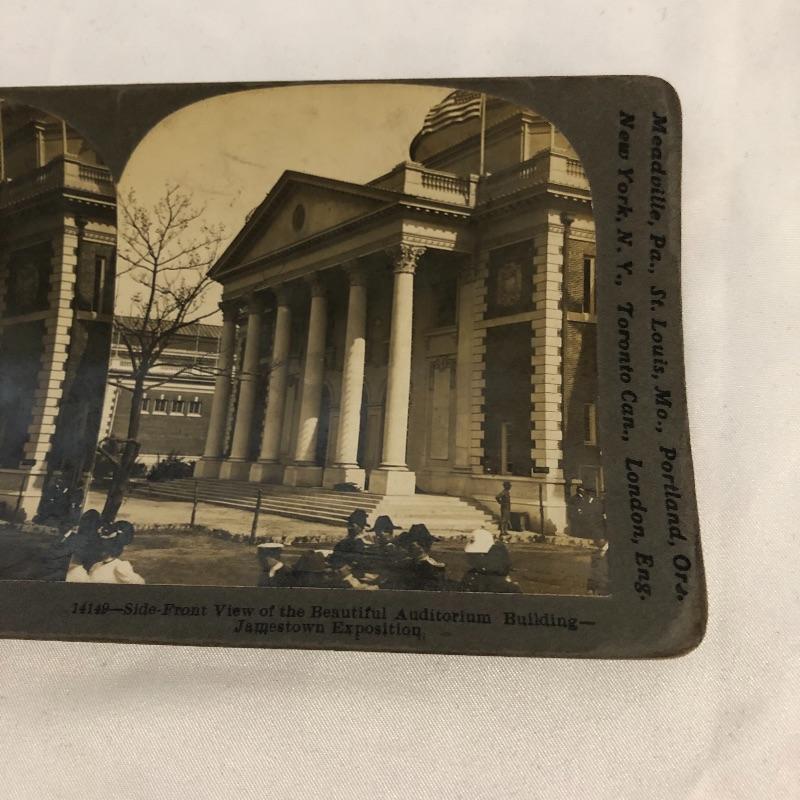 Meadville, Pa., St. Louis, Mo., Portland, Ore.
New York, N. Y., Toronto Can., London, Eng.
14149—Side-Front View of the Beautiful Auditorium Building—
Jamestown Exposition.